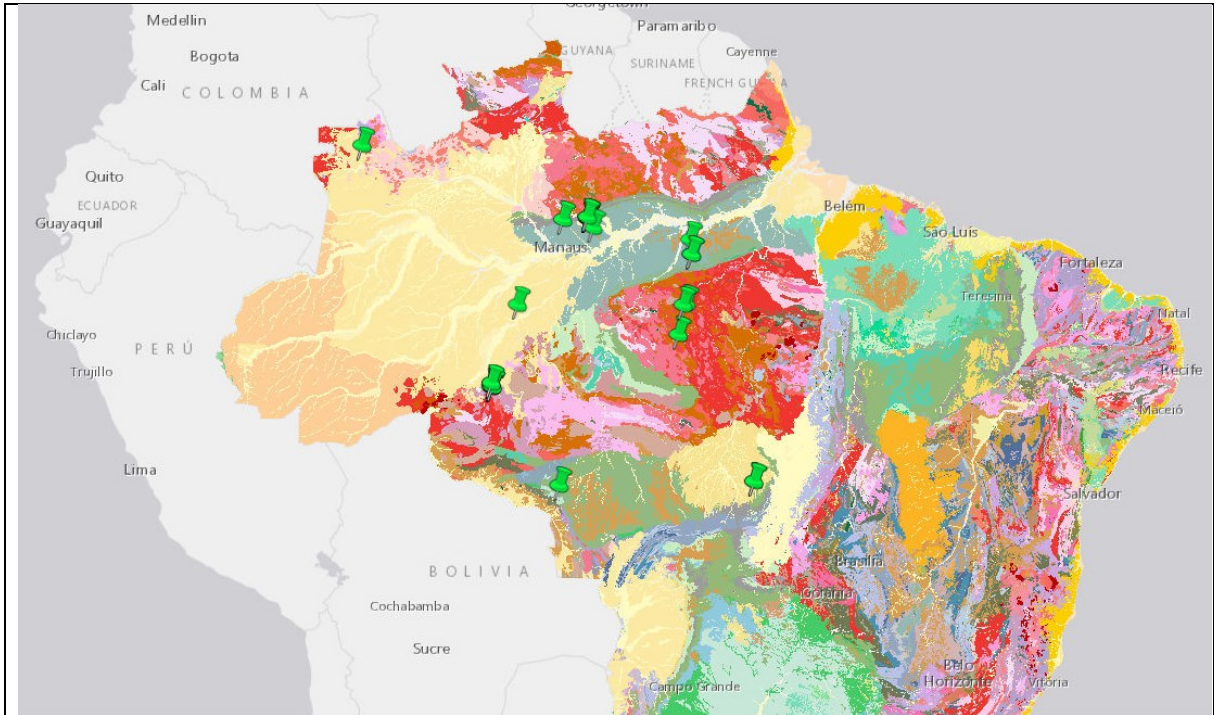 Georgetown
Medellin
Paramaribo
Bogota
GUYANA
Cayenne
SURINAME
Cali
COLOMBIA
FRENCH GU A
Quito
ECUADOR
Belém
Guayaquil
São Luís
Manaus
Fortaleza
Teresina
Natal
Chiclayo
PERÚ
Trujillo
Recife
Maceió
Lima
Salvador
BOLIVIA
Brasília
Goiânia
Cochabamba
Sucre
Belo
Horizonte
Vitória
Campo Grande